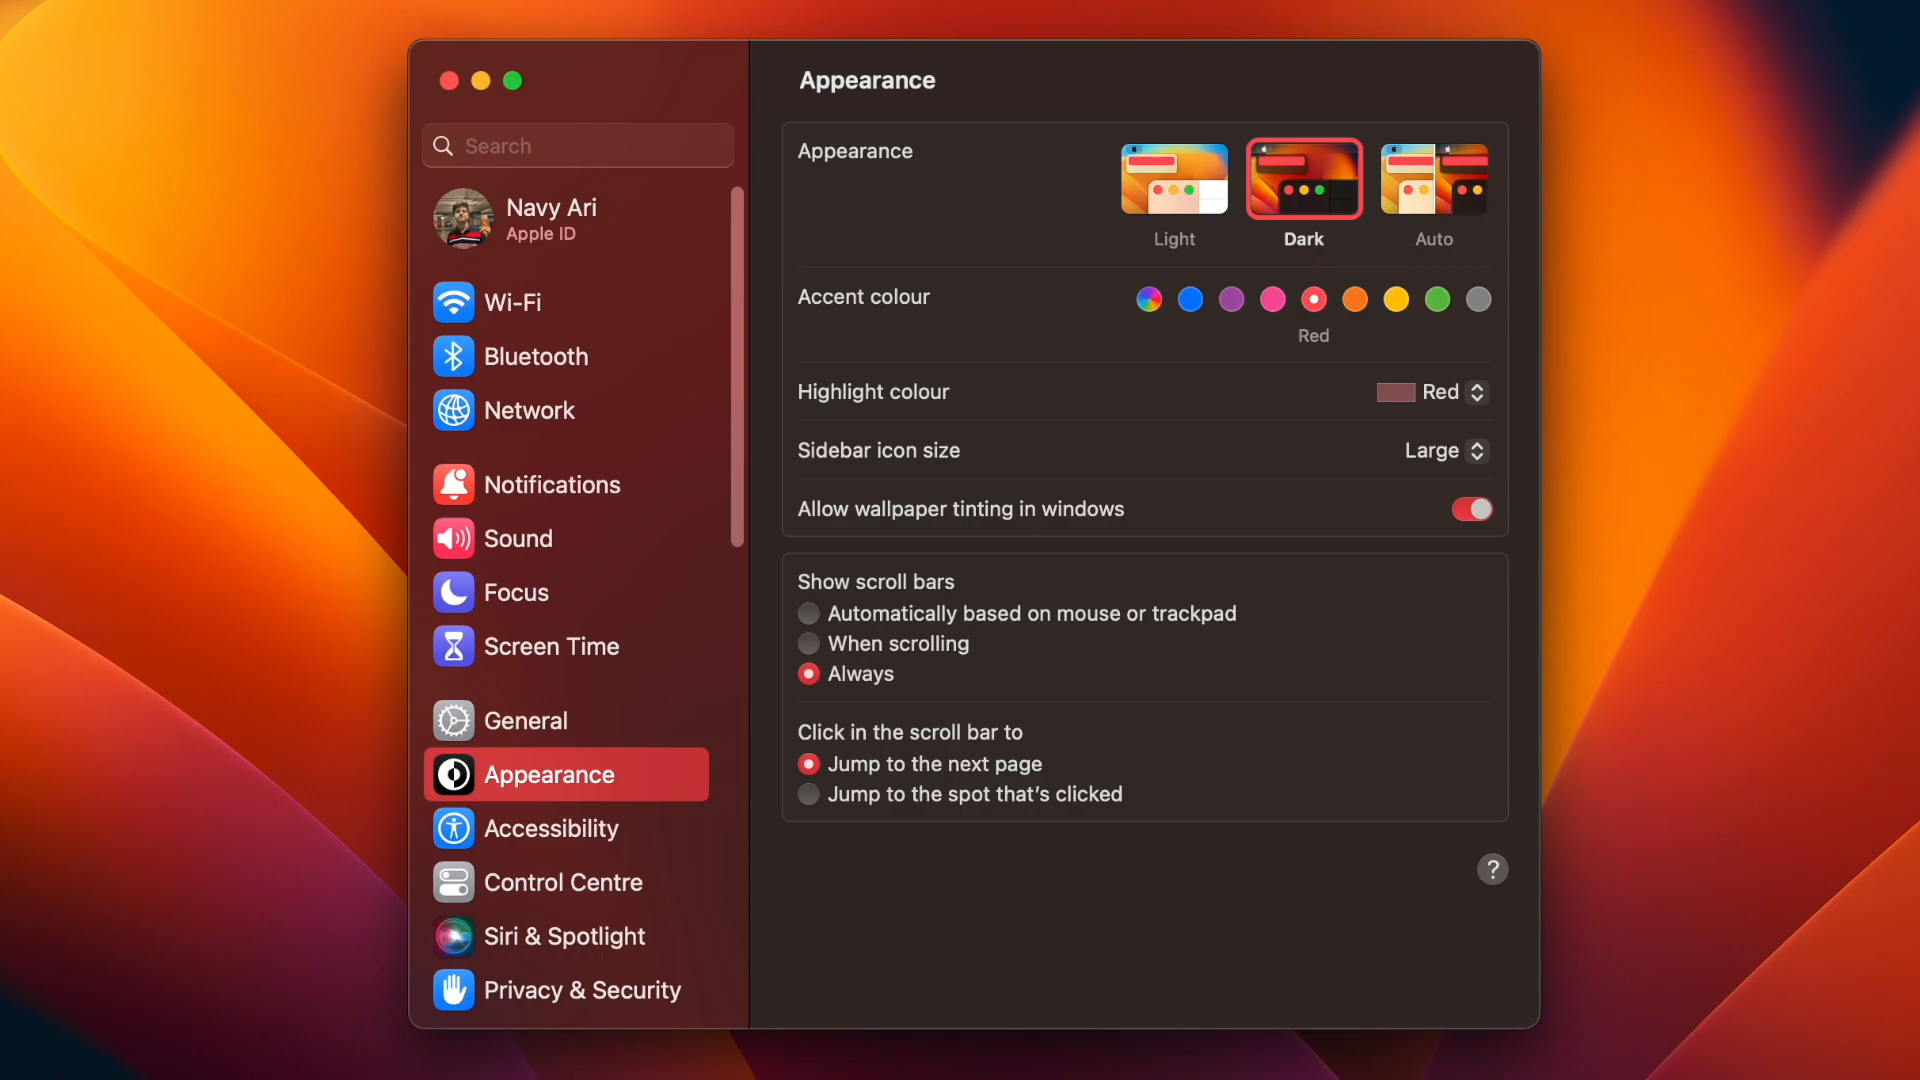 Search
Navy Ari
Apple ID
Wi-Fi
Bluetooth
Network
Notifications
Sound
Focus
Screen Time
General
Appearance
Accessibility
Control Centre
Siri & Spotlight
Privacy & Security
Appearance
Appearance
Light
Dark
Auto
Accent colour
Red
Highlight colour
Red
Sidebar icon size
Large
Allow wallpaper tinting in windows
Show scroll bars
Automatically based on mouse or trackpad
When scrolling
Always
Click in the scroll bar to
Jump to the next page
Jump to the spot that’s clicked
?